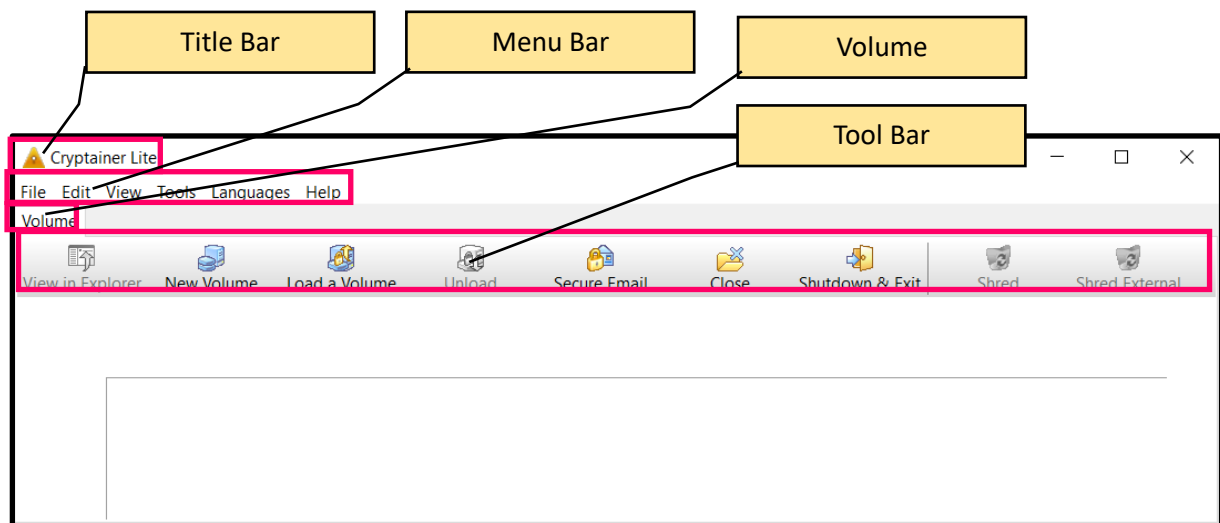 Title Bar
Menu Bar
Volume
Tool Bar
Cryptainer Lite
File Edit View Tools Languages Help
Volume
View in Explorer New Volume Load a Volume Unload Secure Email Close Shutdown & Exit Shred Shred External